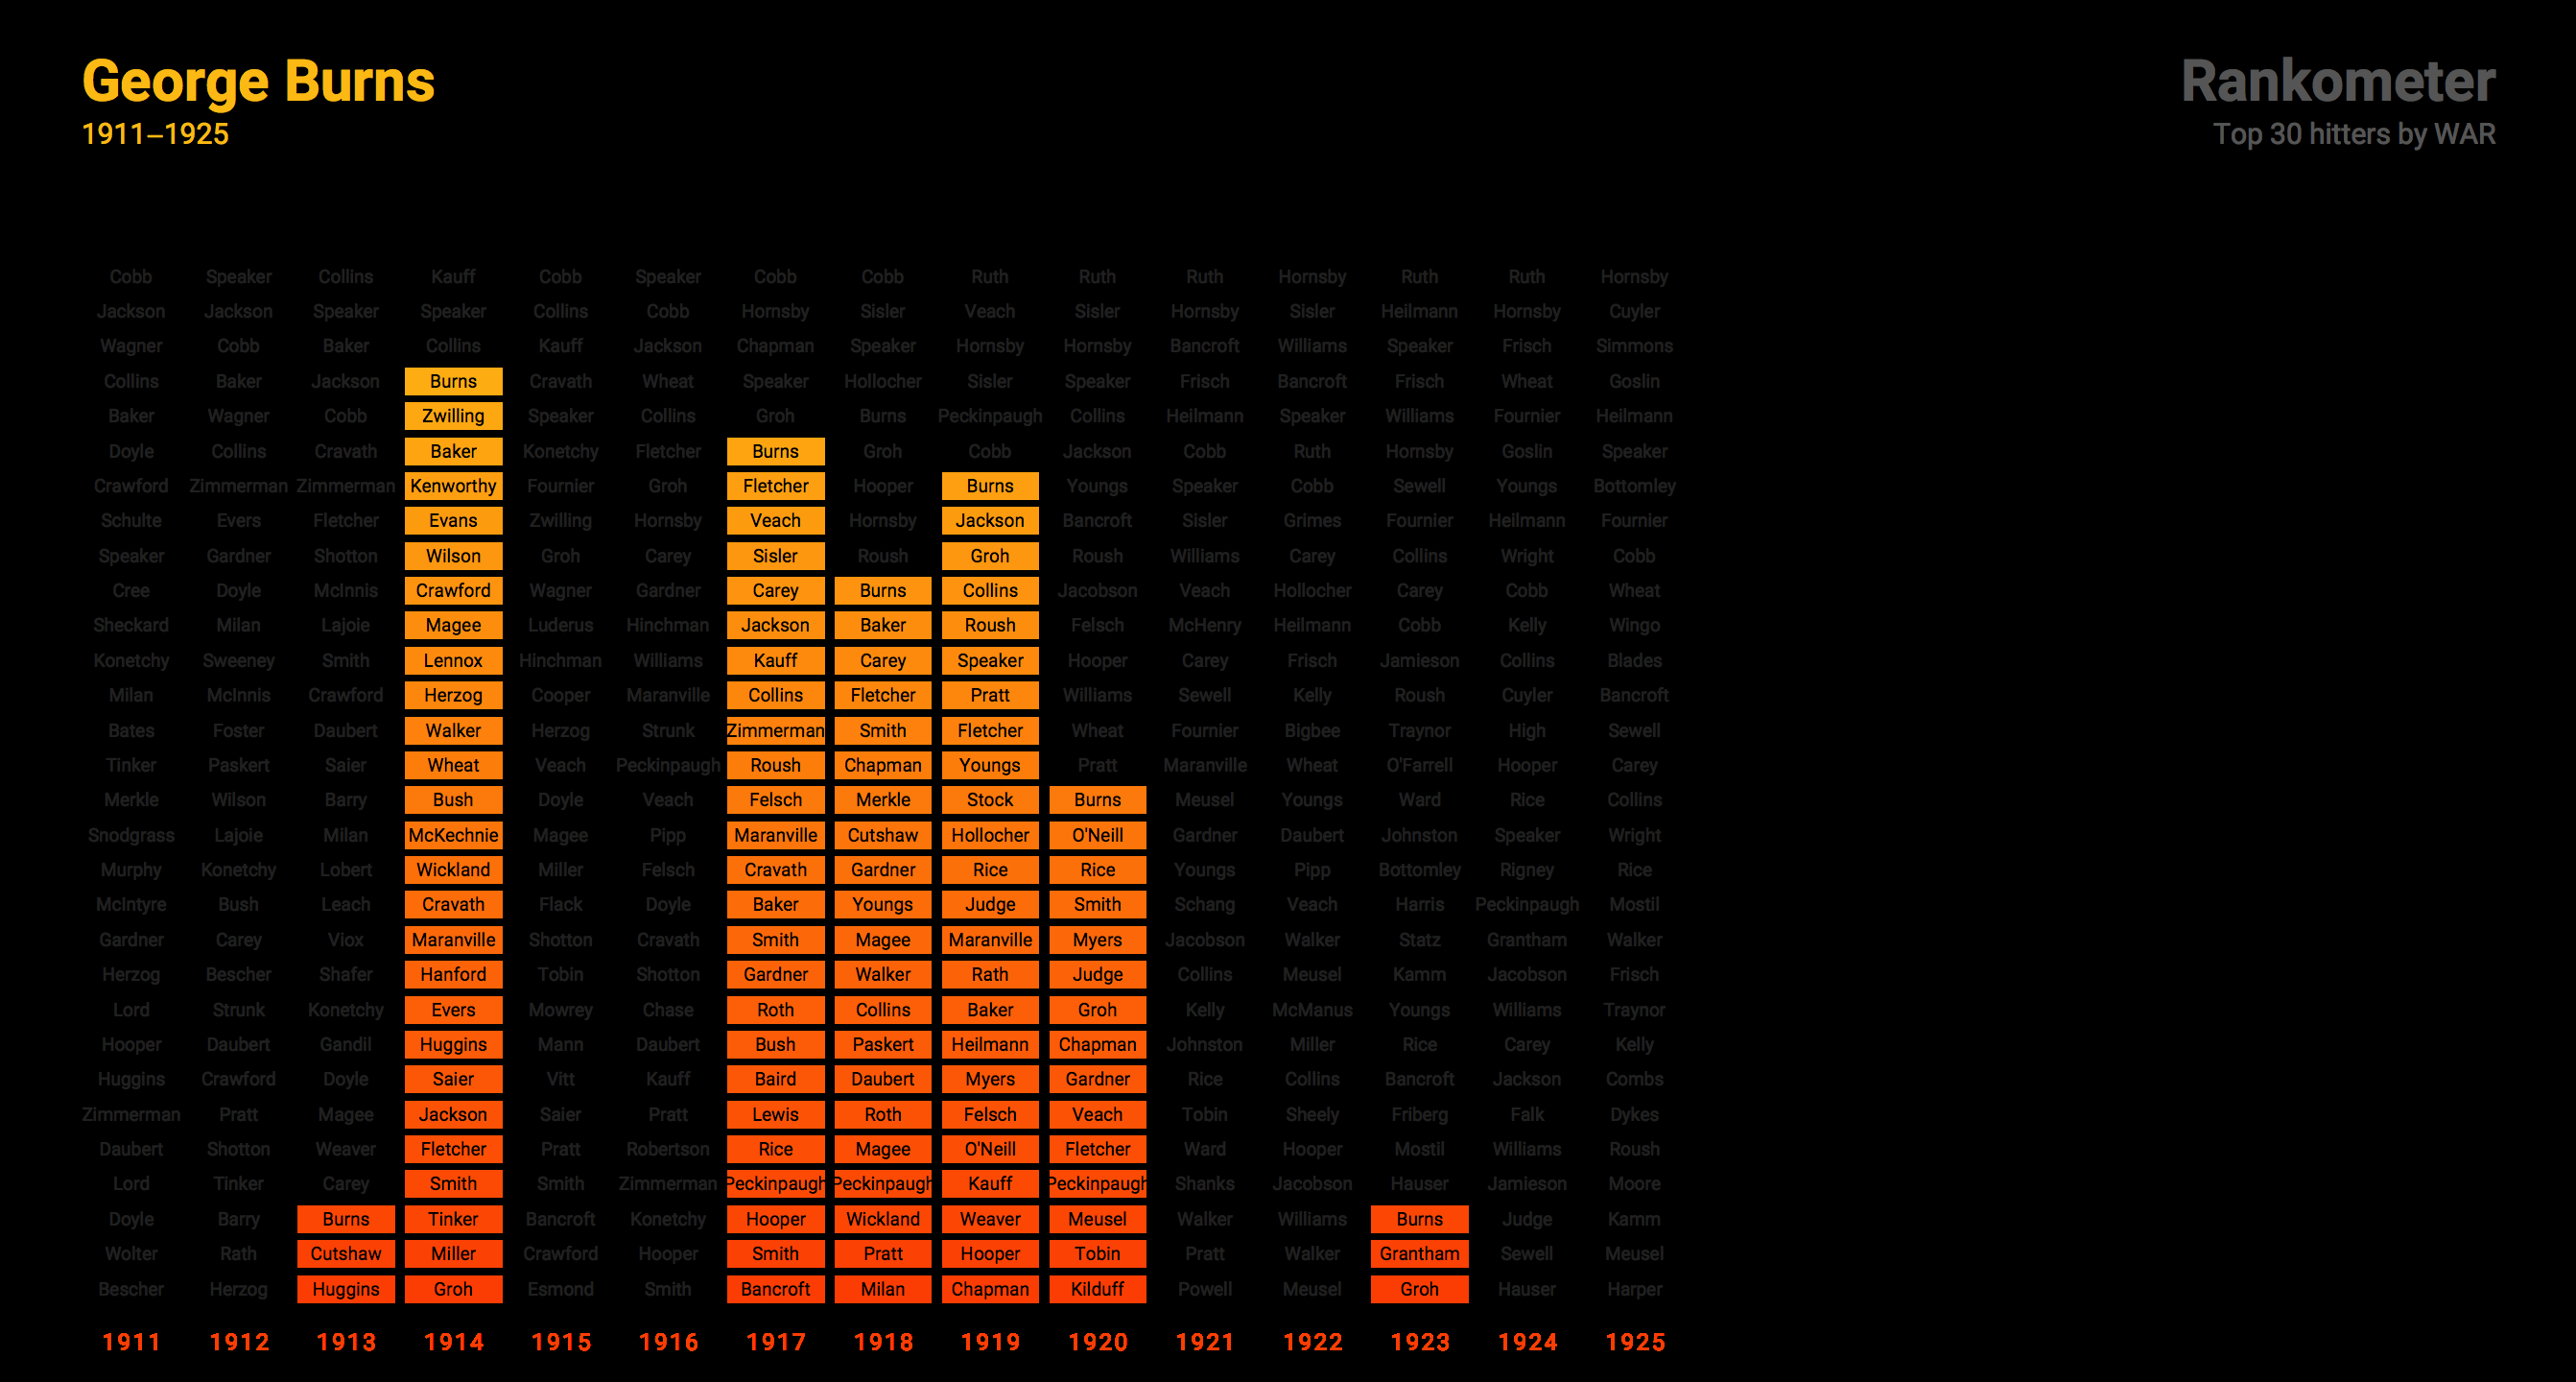 George Burns
Rankometer
1911–1925
Top 30 hitters by WAR
Cobb Speaker Collins Kauff Cobb Speaker Cobb Cobb Ruth Ruth Ruth Hornsby Ruth Ruth Hornsby
Jackson Jackson Speaker Speaker Collins Cobb Hornsby Sisler Veach Sisler Hornsby Sisler Heilmann Hornsby Cuyler
Wagner Cobb Baker Collins Kauff Jackson Chapman Speaker Hornsby Hornsby Bancroft Williams Speaker Frisch Simmons
Collins Baker Jackson Burns Cravath Wheat Speaker Hollocher Sisler Speaker Frisch Bancroft Frisch Wheat Goslin
Baker Wagner Cobb Zwilling Speaker Collins Groh Burns Peckinpaugh Collins Heilmann Speaker Williams Fournier Heilmann
Doyle Collins Cravath Baker Konetchy Fletcher Burns Groh Cobb Jackson Cobb Ruth Hornsby Goslin Speaker
Crawford Zimmerman Zimmerman Kenworthy Fournier Groh Fletcher Hooper Burns Youngs Speaker Cobb Sewell Youngs Bottomley
Schulte Evers Fletcher Evans Zwilling Hornsby Veach Hornsby Jackson Bancroft Sisler Grimes Fournier Heilmann Fournier
Speaker Gardner Shotton Wilson Groh Carey Sisler Roush Groh Roush Williams Carey Collins Wright Cobb
Cree Doyle McInnis Crawford Wagner Gardner Carey Burns Collins Jacobson Veach Hollocher Carey Cobb Wheat
Sheckard Milan Lajoie Magee Luderus Hinchman Jackson Baker Roush Felsch McHenry Heilmann Cobb Kelly Wingo
Konetchy Sweeney Smith Lennox Hinchman Williams Kauff Carey Speaker Hooper Carey Frisch Jamieson Collins Blades
Milan McInnis Crawford Herzog Cooper Maranville Collins Fletcher Pratt Williams Sewell Kelly Roush Cuyler Bancroft
Bates Foster Daubert Walker Herzog Strunk Zimmerman Smith Fletcher Wheat Fournier Bigbee Traynor High Sewell
Tinker Paskert Saier Wheat Veach Peckinpaugh Roush Chapman Youngs Pratt Maranville Wheat O'Farrell Hooper Carey
Merkle Wilson Barry Bush Doyle Veach Felsch Merkle Stock Burns Meusel Youngs Ward Rice Collins
Snodgrass Lajoie Milan McKechnie Magee Pipp Maranville Cutshaw Hollocher O'Neill Gardner Daubert Johnston Speaker Wright
Murphy Konetchy Lobert Wickland Miller Felsch Cravath Gardner Rice Rice Youngs Pipp Bottomley Rigney Rice
McIntyre Bush Leach Cravath Flack Doyle Baker Youngs Judge Smith Schang Veach Harris Peckinpaugh Mostil
Gardner Carey Viox Maranville Shotton Cravath Smith Magee Maranville Myers Jacobson Walker Statz Grantham Walker
Herzog Bescher Shafer Hanford Tobin Shotton Gardner Walker Rath Judge Collins Meusel Kamm Jacobson Frisch
Lord Strunk Konetchy Evers Mowrey Chase Roth Collins Baker Groh Kelly McManus Youngs Williams Traynor
Hooper Daubert Gandil Huggins Mann Daubert Bush Paskert Heilmann Chapman Johnston Miller Rice Carey Kelly
Huggins Crawford Doyle Saier Vitt Kauff Baird Daubert Myers Gardner Rice Collins Bancroft Jackson Combs
Zimmerman Pratt Magee Jackson Saier Pratt Lewis Roth Felsch Veach Tobin Sheely Friberg Falk Dykes
Daubert Shotton Weaver Fletcher Pratt Robertson Rice Magee O'Neill Fletcher Ward Hooper Mostil Williams Roush
Lord Tinker Carey Smith Smith Zimmerman Peckinpaugh Peckinpaugh Kauff Peckinpaugh Shanks Jacobson Hauser Jamieson Moore
Doyle Barry Burns Tinker Bancroft Konetchy Hooper Wickland Weaver Meusel Walker Williams Burns Judge Kamm
Wolter Rath Cutshaw Miller Crawford Hooper Smith Pratt Hooper Tobin Pratt Walker Grantham Sewell Meusel
Bescher Herzog Huggins Groh Esmond Smith Bancroft Milan Chapman Kilduff Powell Meusel Groh Hauser Harper
1911 1912 1913 1914 1915 1916 1917 1918 1919 1920 1921 1922 1923 1924 1925